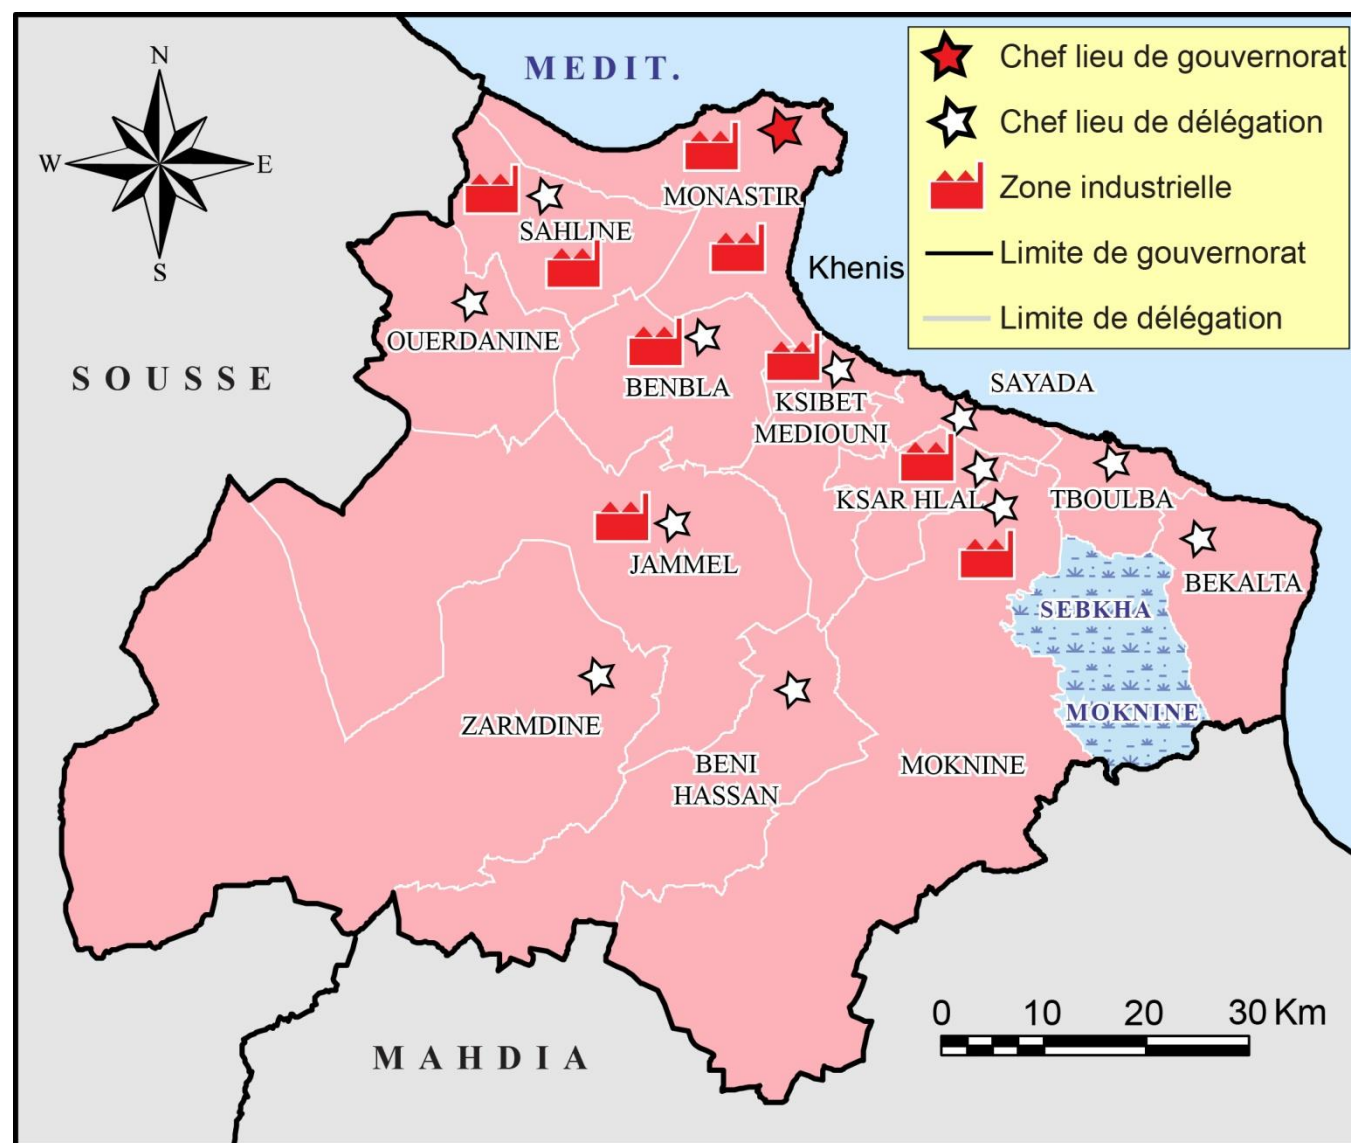 MEDIT.
Chef lieu de gouvernorat
Chef lieu de délégation
Zone industrielle
Limite de gouvernorat
Limite de délégation
N
W
E
S
MONASTIR
SAHLINE
Khenis
OUERDANINE
SOUSSE
BENBLA
KSIBET
MEDIOUNI
SAYADA
KSAR HLAL
TBOULBA
JAMMEL
BEKALTA
SEBKHA
MOKNINE
ZARMDINE
BENI
HASSAN
MOKNINE
MAHDIA
0 10 20 30 Km